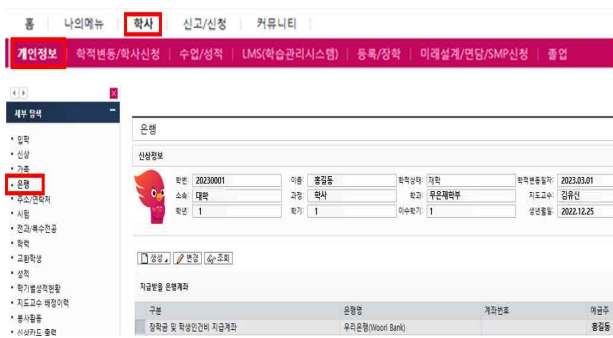 홈 나의메뉴 학사 신고/신청 커뮤니티
개인정보 학적변동/학사신청 수업/성적 LMS(학습관리시스템) 등록/장학 미래설계/면담/SMP신청 졸업
세부 탐색
• 입학
• 신상
• 가족
• 은행
• 주소/연락처
• 시험
• 전과/복수전공
• 학력
• 교환학생
• 성적
• 학기별성적현황
• 지도교수 배정이력
• 봉사활동
• 신상카드 출력
은행
신상정보
학번: 20230001 이름: 홍길동 학적상태: 재학 학적변동일자: 2023.03.01
소속: 대학 과정: 학사 학과: 무은재학부 지도교수: 김유신
학년: 1 학기: 1 이수학기: 1 생년월일: 2022.12.25
생성 변경 조회
지급받을 은행계좌
구분 은행명 계좌번호 예금주
장학금 및 학생인건비 지급계좌 우리은행(Woori Bank) 홍길동